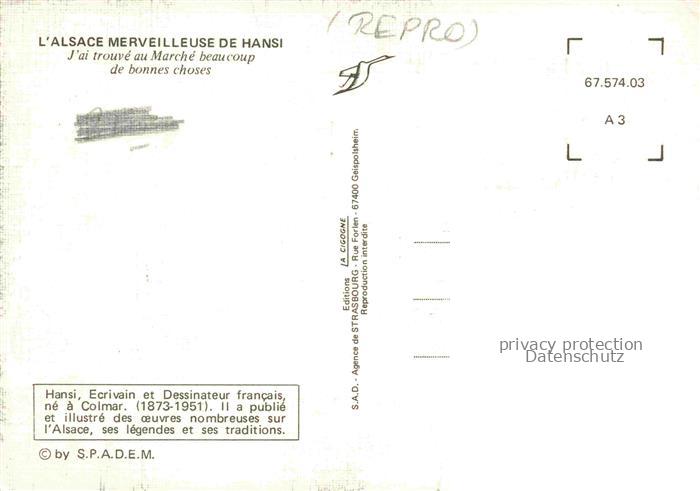 (REPRO)
L'ALSACE MERVEILLEUSE DE HANSI
J'ai trouvé au Marché beaucoup
de bonnes choses
67.574.03
A 3
Editions LA CIGOGNE
S.A.D. - Agence de STRASBOURG - Rue Forlen - 67400 Geispolsheim.
Reproduction interdite
privacy protection
Datenschutz
Hansi, Ecrivain et Dessinateur français,
né à Colmar. (1873-1951). Il a publié
et illustré des œuvres nombreuses sur
l'Alsace, ses légendes et ses traditions.
© by S.P.A.D.E.M.